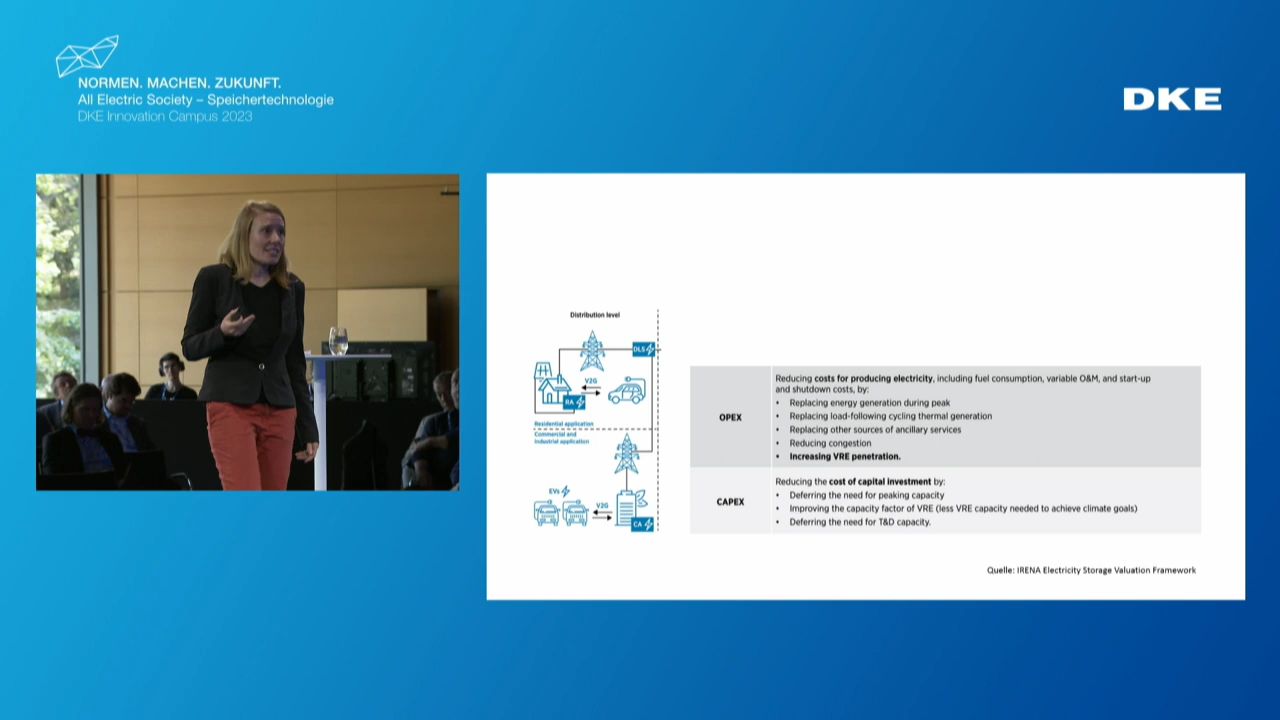 NORMEN. MACHEN. ZUKUNFT.
All Electric Society – Speichertechnologie
DKE Innovation Campus 2023
DKE
Distribution level
DLS
V2G
RA
Residential application
Commercial and
industrial application
EVs
V2G
CA
OPEX
Reducing costs for producing electricity, including fuel consumption, variable O&M, and start-up
and shutdown costs, by:
• Replacing energy generation during peak
• Replacing load-following cycling thermal generation
• Replacing other sources of ancillary services
• Reducing congestion
• Increasing VRE penetration.
CAPEX
Reducing the cost of capital investment by:
• Deferring the need for peaking capacity
• Improving the capacity factor of VRE (less VRE capacity needed to achieve climate goals)
• Deferring the need for T&D capacity.
Quelle: IRENA Electricity Storage Valuation Framework